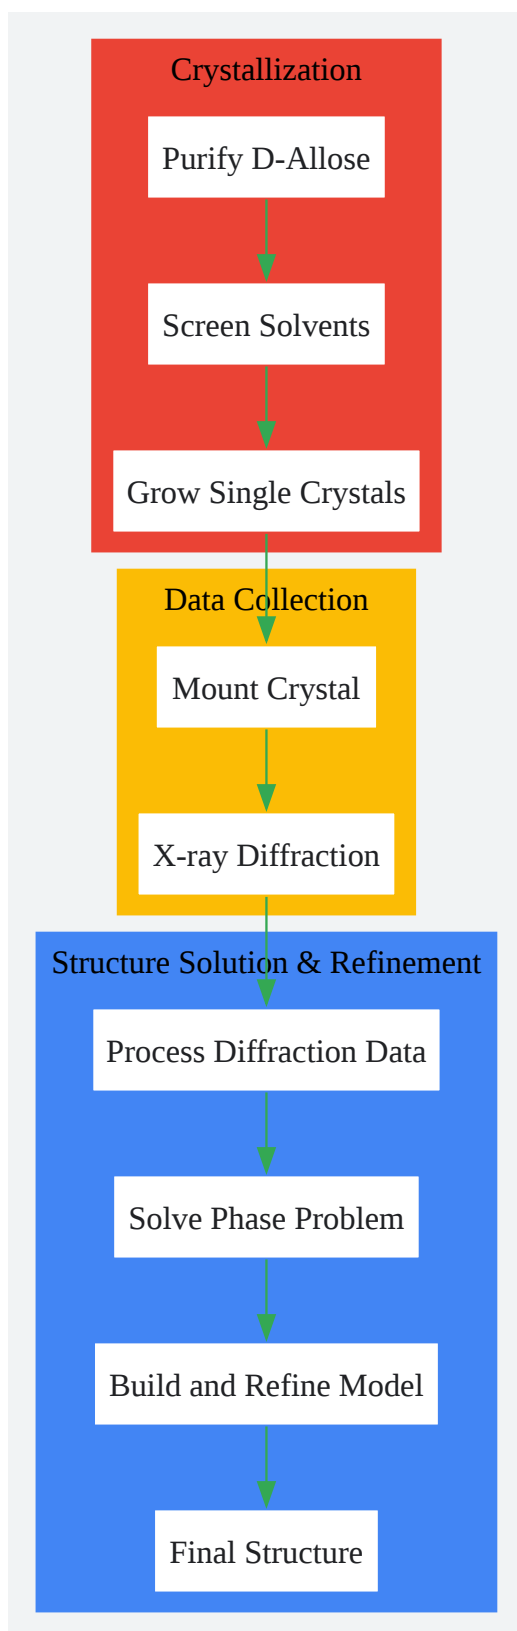 Crystallization
Purify D-Allose
Screen Solvents
Grow Single Crystals
Data Collection
Mount Crystal
X-ray Diffraction
Structure Solution & Refinement
Process Diffraction Data
Solve Phase Problem
Build and Refine Model
Final Structure